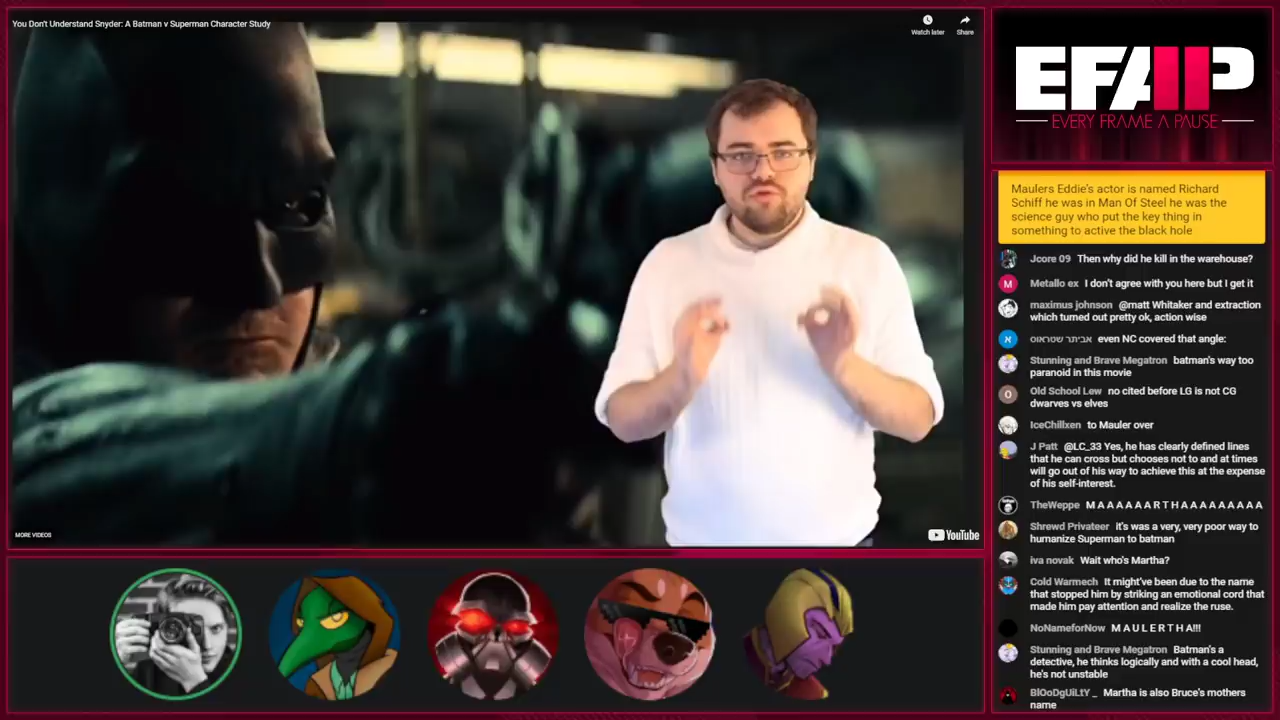 You Don't Understand Snyder: A Batman v Superman Character Study
Watch later
Share
MORE VIDEOS
YouTube
EFAP
EVERY FRAME A PAUSE
Maulers Eddie's actor is named Richard
Schiff he was in Man Of Steel he was the
science guy who put the key thing in
something to active the black hole
Jcore 09 Then why did he kill in the warehouse?
M
Metallo ex I don't agree with you here but I get it
maximus johnson @matt Whitaker and extraction
which turned out pretty ok, action wise
א
אביתר שטראוס even NC covered that angle:
Stunning and Brave Megatron batman's way too
paranoid in this movie
O
Old School Lew no cited before LG is not CG
dwarves vs elves
IceChillxen to Mauler over
J Patt @LC_33 Yes, he has clearly defined lines
that he can cross but chooses not to and at times
will go out of his way to achieve this at the expense
of his self-interest.
TheWeppe M A A A A A A R T H A A A A A A A A A
Shrewd Privateer it's was a very, very poor way to
humanize Superman to batman
iva novak Wait who's Martha?
Cold Warmech It might've been due to the name
that stopped him by striking an emotional cord that
made him pay attention and realize the ruse.
NoNameforNow M A U L E R T H A!!!
Stunning and Brave Megatron Batman's a
detective, he thinks logically and with a cool head,
he's not unstable
BlOoDgUiLtY _ Martha is also Bruce's mothers
name